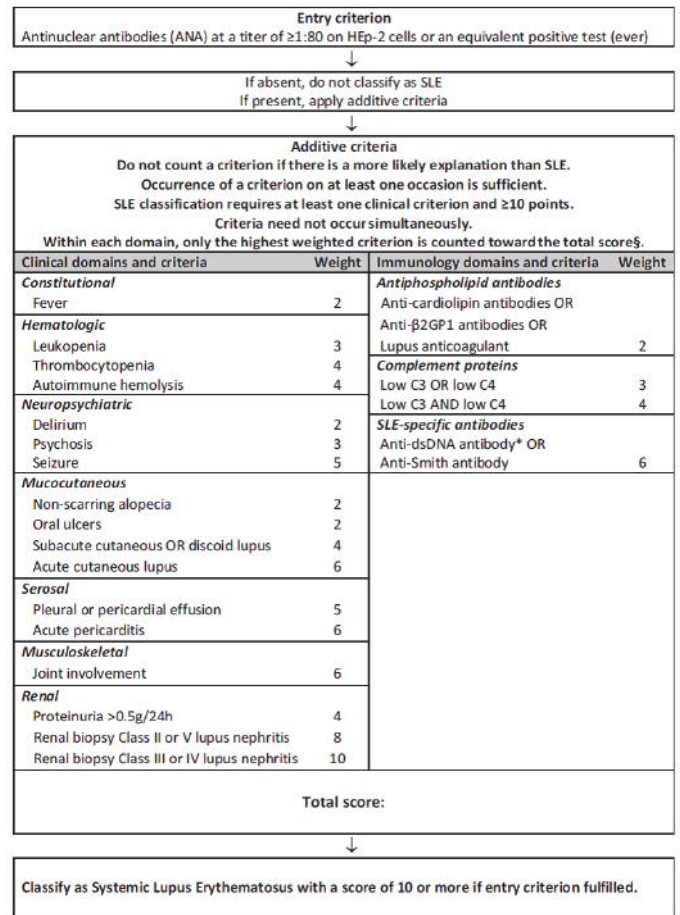 Entry criterion
Antinuclear antibodies (ANA) at a titer of ≥1:80 on HEp-2 cells or an equivalent positive test (ever)
↓
If absent, do not classify as SLE
If present, apply additive criteria
↓
Additive criteria
Do not count a criterion if there is a more likely explanation than SLE.
Occurrence of a criterion on at least one occasion is sufficient.
SLE classification requires at least one clinical criterion and ≥10 points.
Criteria need not occur simultaneously.
Within each domain, only the highest weighted criterion is counted toward the total score§.
Clinical domains and criteria Weight
Constitutional
Fever 2
Hematologic
Leukopenia 3
Thrombocytopenia 4
Autoimmune hemolysis 4
Neuropsychiatric
Delirium 2
Psychosis 3
Seizure 5
Mucocutaneous
Non-scarring alopecia 2
Oral ulcers 2
Subacute cutaneous OR discoid lupus 4
Acute cutaneous lupus 6
Serosal
Pleural or pericardial effusion 5
Acute pericarditis 6
Musculoskeletal
Joint involvement 6
Renal
Proteinuria >0.5g/24h 4
Renal biopsy Class II or V lupus nephritis 8
Renal biopsy Class III or IV lupus nephritis 10
Immunology domains and criteria Weight
Antiphospholipid antibodies
Anti-cardiolipin antibodies OR
Anti-β2GP1 antibodies OR
Lupus anticoagulant 2
Complement proteins
Low C3 OR low C4 3
Low C3 AND low C4 4
SLE-specific antibodies
Anti-dsDNA antibody* OR
Anti-Smith antibody 6
Total score:
↓
Classify as Systemic Lupus Erythematosus with a score of 10 or more if entry criterion fulfilled.